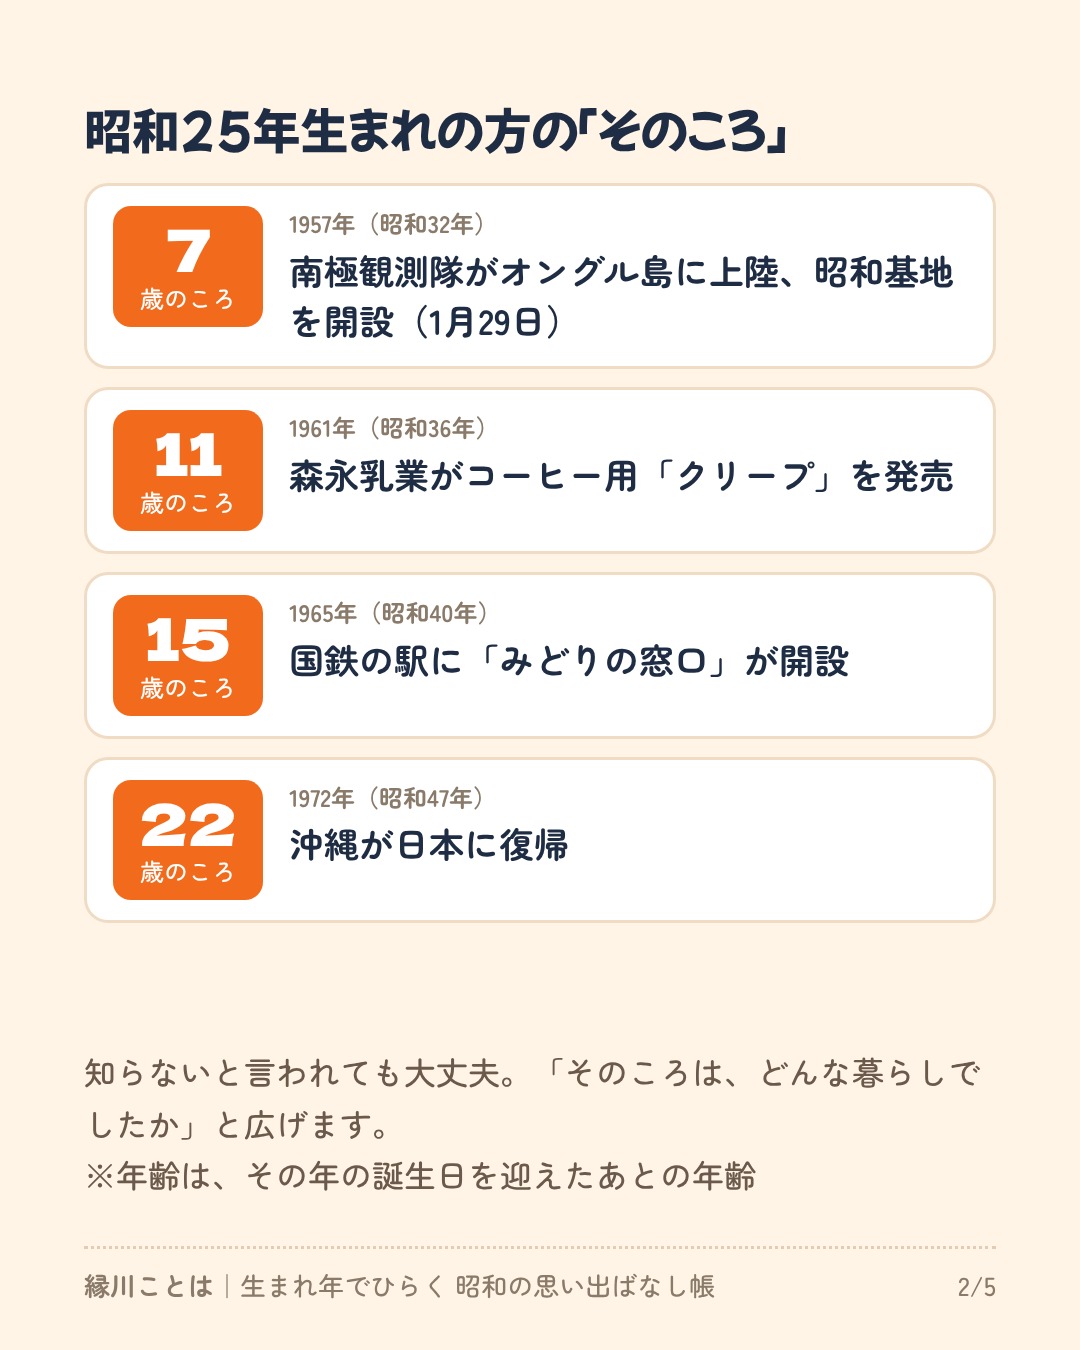 昭和25年生まれの方の「そのころ」
7
歳のころ
1957年（昭和32年）
南極観測隊がオングル島に上陸、昭和基地
を開設（1月29日）
11
歳のころ
1961年（昭和36年）
森永乳業がコーヒー用「クリープ」を発売
15
歳のころ
1965年（昭和40年）
国鉄の駅に「みどりの窓口」が開設
22
歳のころ
1972年（昭和47年）
沖縄が日本に復帰
知らないと言われても大丈夫。「そのころは、どんな暮らしで
したか」と広げます。
※年齢は、その年の誕生日を迎えたあとの年齢
縁川ことは｜生まれ年でひらく 昭和の思い出ばなし帳
2/5